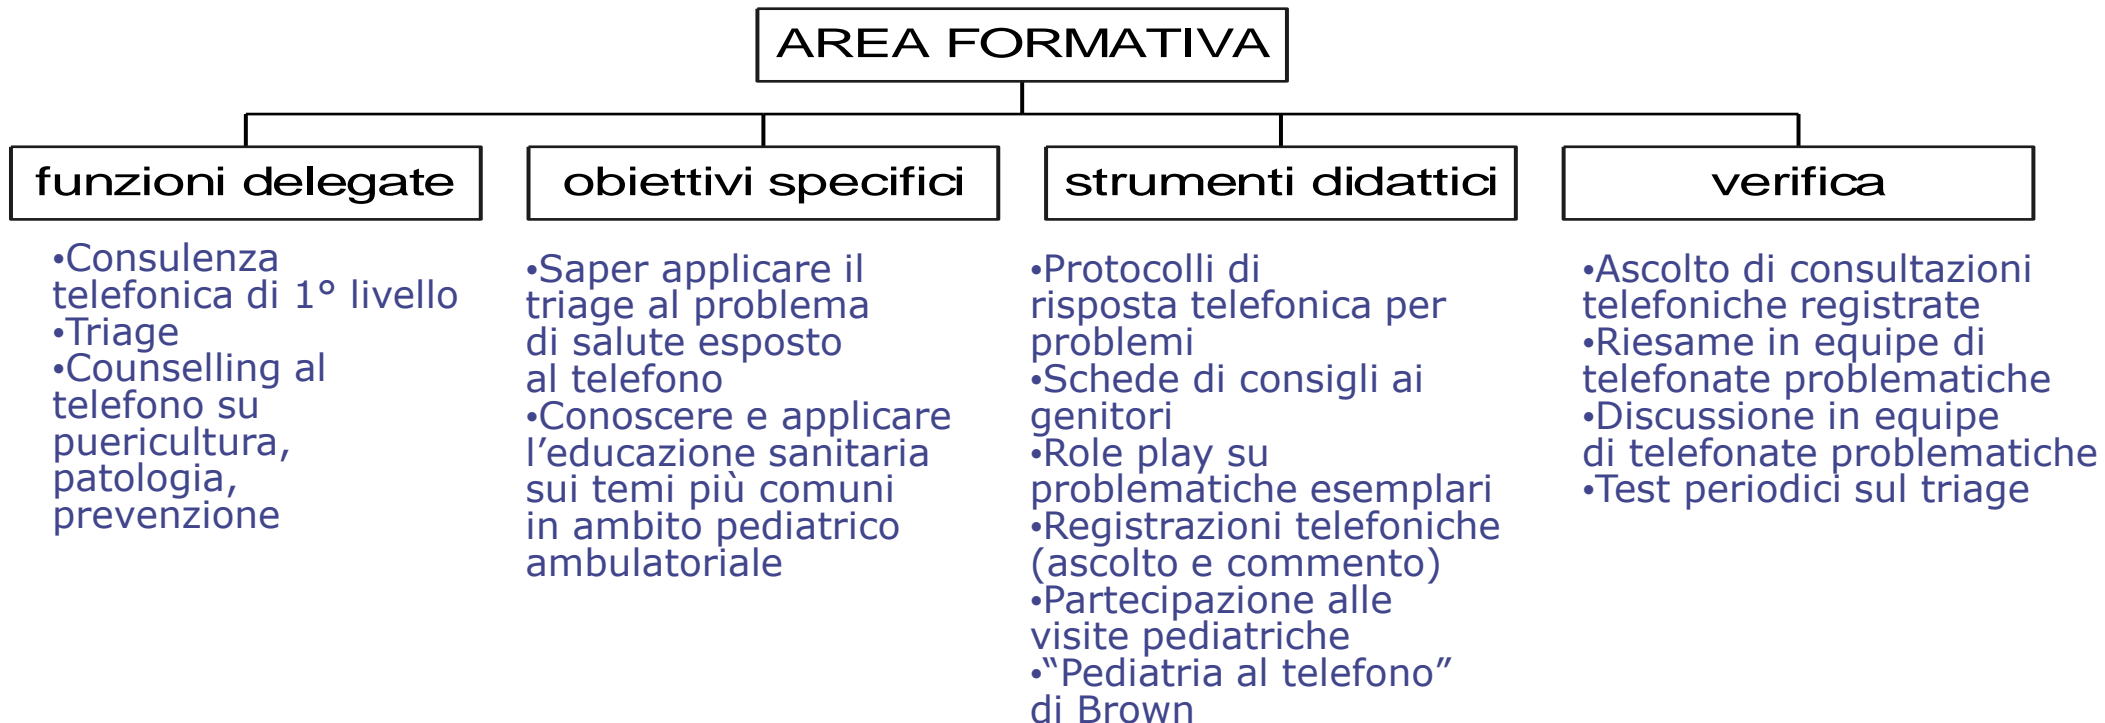 AREA FORMATIVA
funzioni delegate
•Consulenza
telefonica di 1° livello
•Triage
•Counselling al
telefono su
puericultura,
patologia,
prevenzione
obiettivi specifici
•Saper applicare il
triage al problema
di salute esposto
al telefono
•Conoscere e applicare
l’educazione sanitaria
sui temi più comuni
in ambito pediatrico
ambulatoriale
strumenti didattici
•Protocolli di
risposta telefonica per
problemi
•Schede di consigli ai
genitori
•Role play su
problematiche esemplari
•Registrazioni telefoniche
(ascolto e commento)
•Partecipazione alle
visite pediatriche
•“Pediatria al telefono”
di Brown
verifica
•Ascolto di consultazioni
telefoniche registrate
•Riesame in equipe di
telefonate problematiche
•Discussione in equipe
di telefonate problematiche
•Test periodici sul triage